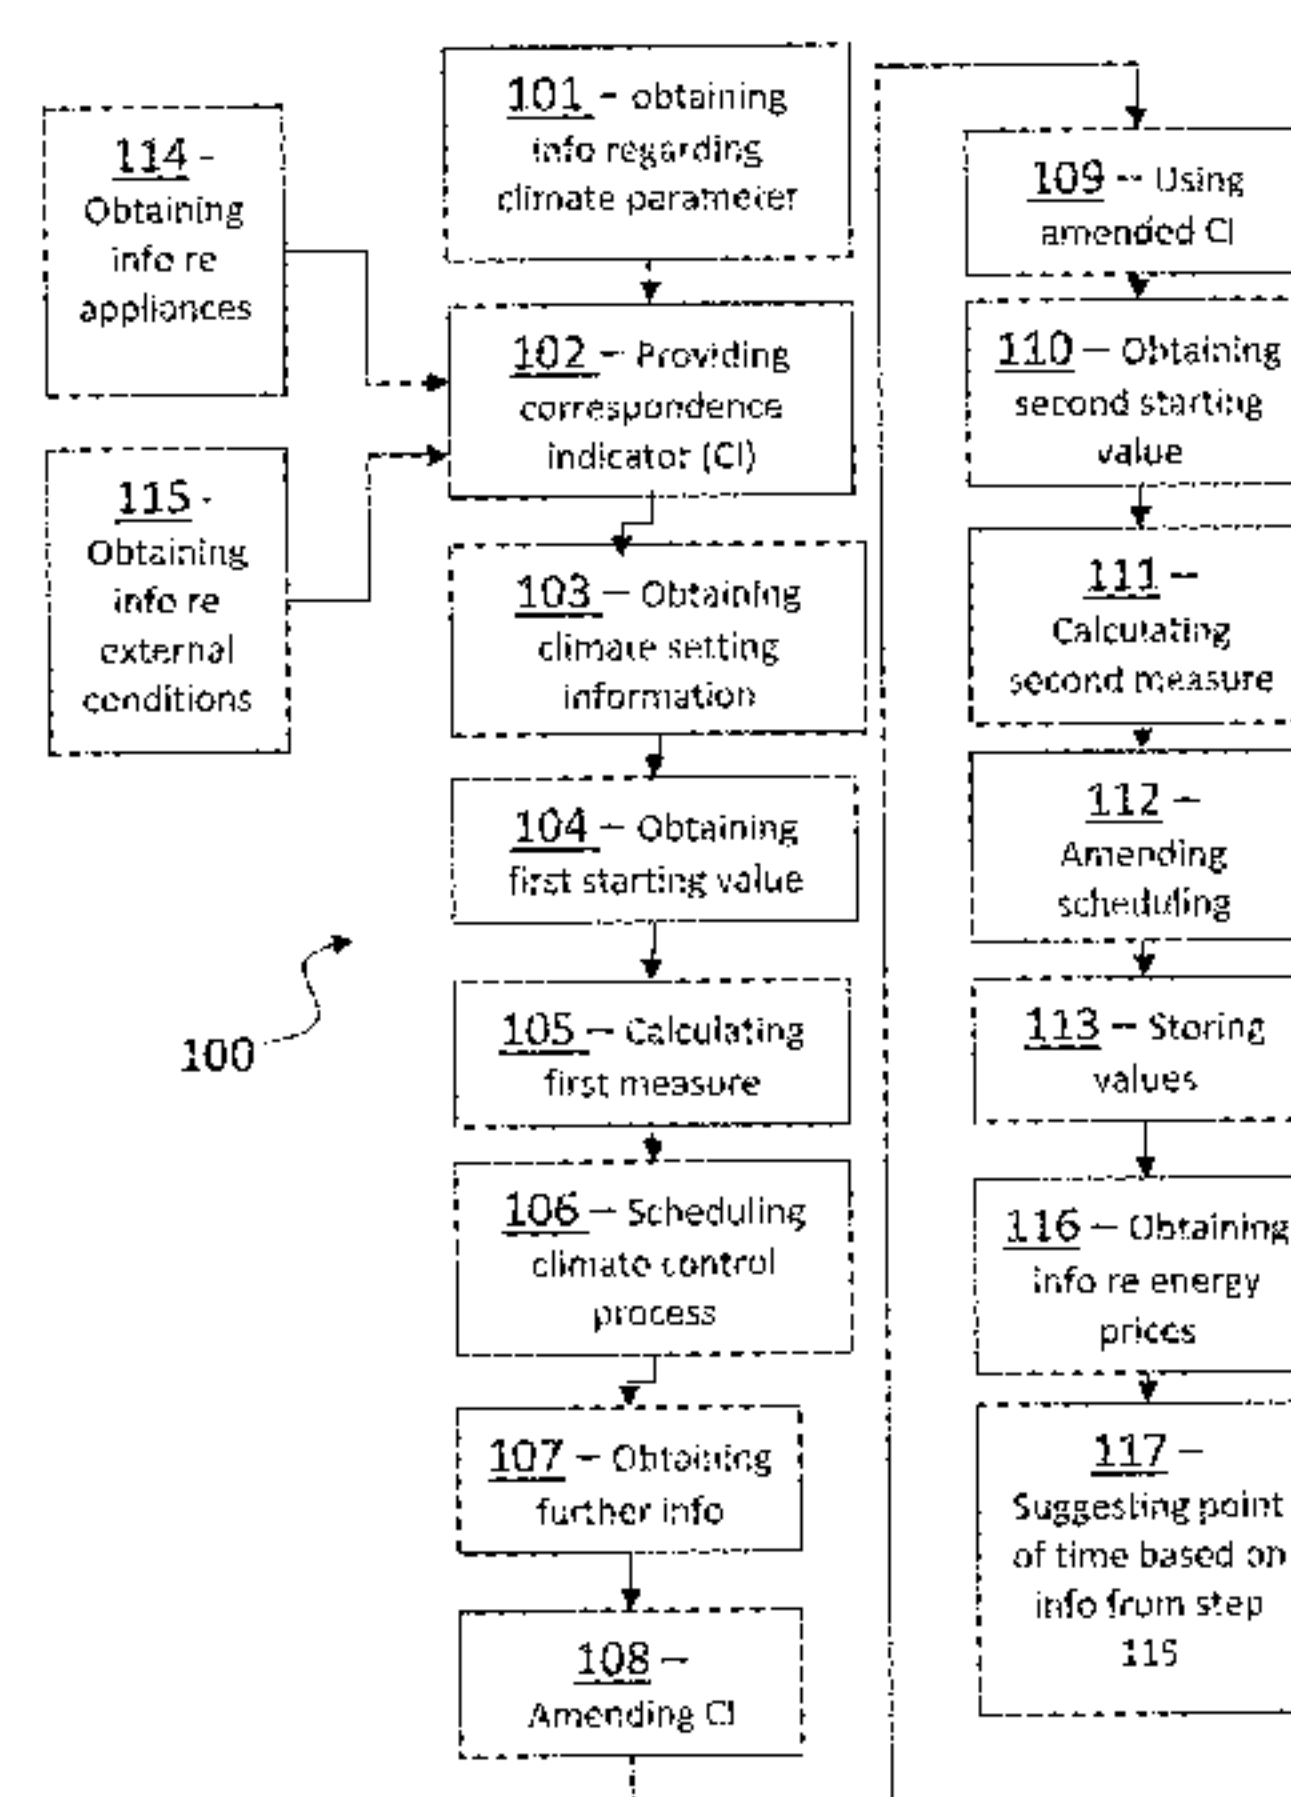 101 – obtaining
info regarding
climate parameter
114 -
Obtaining
info re
appliances
102 – Providing
correspondence
indicator (CI)
115 -
Obtaining
info re
external
conditions
103 – Obtaining
climate setting
information
104 – Obtaining
first starting value
100
105 – Calculating
first measure
106 – Scheduling
climate control
process
107 – Obtaining
further info
108 –
Amending CI
109 – Using
amended CI
110 – Obtaining
second starting
value
111 –
Calculating
second measure
112 –
Amending
scheduling
113 – Storing
values
116 – Obtaining
info re energy
prices
117 –
Suggesting point
of time based on
info from step
115